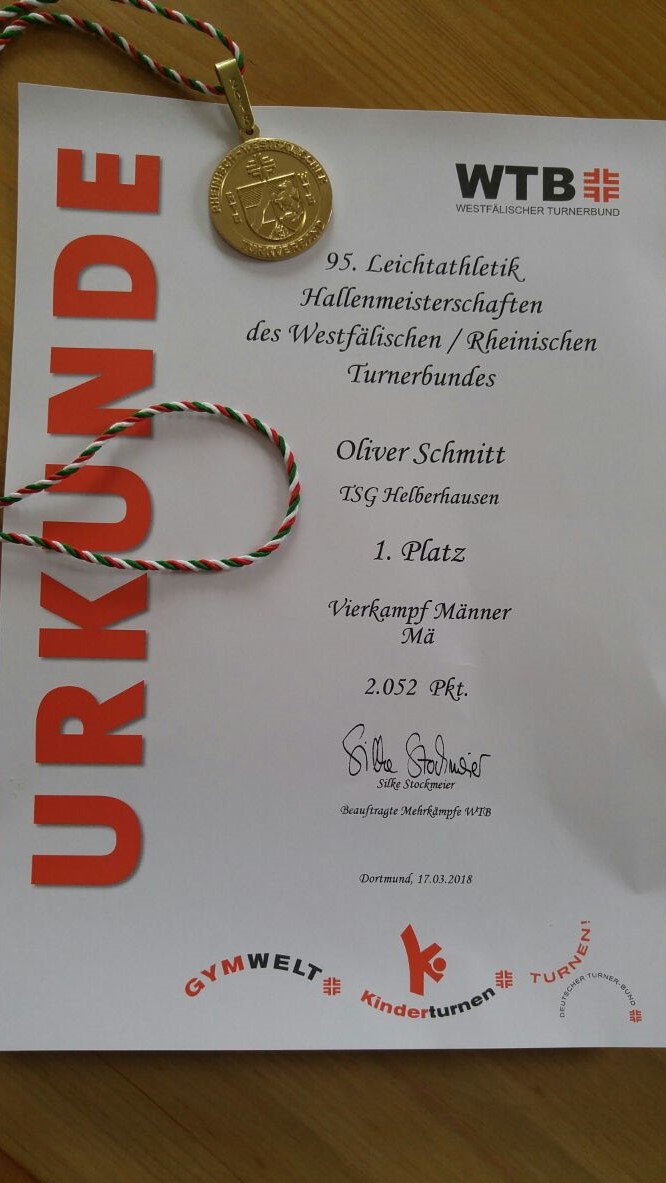 URKUNDE
WTB
WESTFÄLISCHER TURNERBUND
95. Leichtathletik
Hallenmeisterschaften
des Westfälischen / Rheinischen
Turnerbundes
Oliver Schmitt
TSG Helberhausen
1. Platz
Vierkampf Männer
Mä
2.052 Pkt.
Silke Stockmeier
Silke Stockmeier
Beauftragte Mehrkämpfe WTB
Dortmund, 17.03.2018
GYMWELT
Kinderturnen
TURNEN!
DEUTSCHER TURNER-BUND